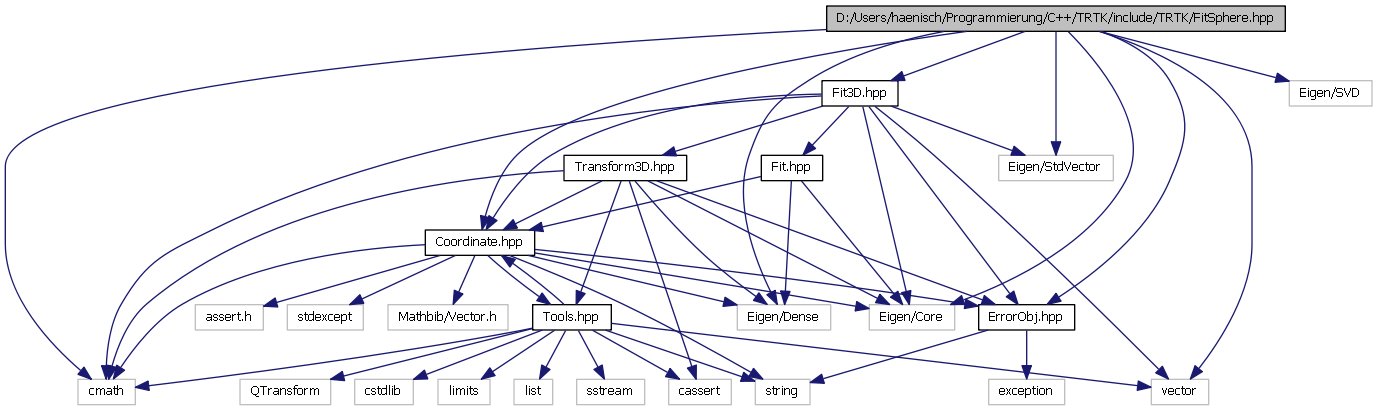 D:/Users/haenisch/Programmierung/C++/TRTK/include/TRTK/FitSphere.hpp
Fit3D.hpp
Eigen/SVD
Transform3D.hpp
Fit.hpp
Eigen/StdVector
Coordinate.hpp
assert.h
stdexcept
Mathbib/Vector.h
Tools.hpp
Eigen/Dense
Eigen/Core
ErrorObj.hpp
cmath
QTransform
cstdlib
limits
list
sstream
cassert
string
exception
vector